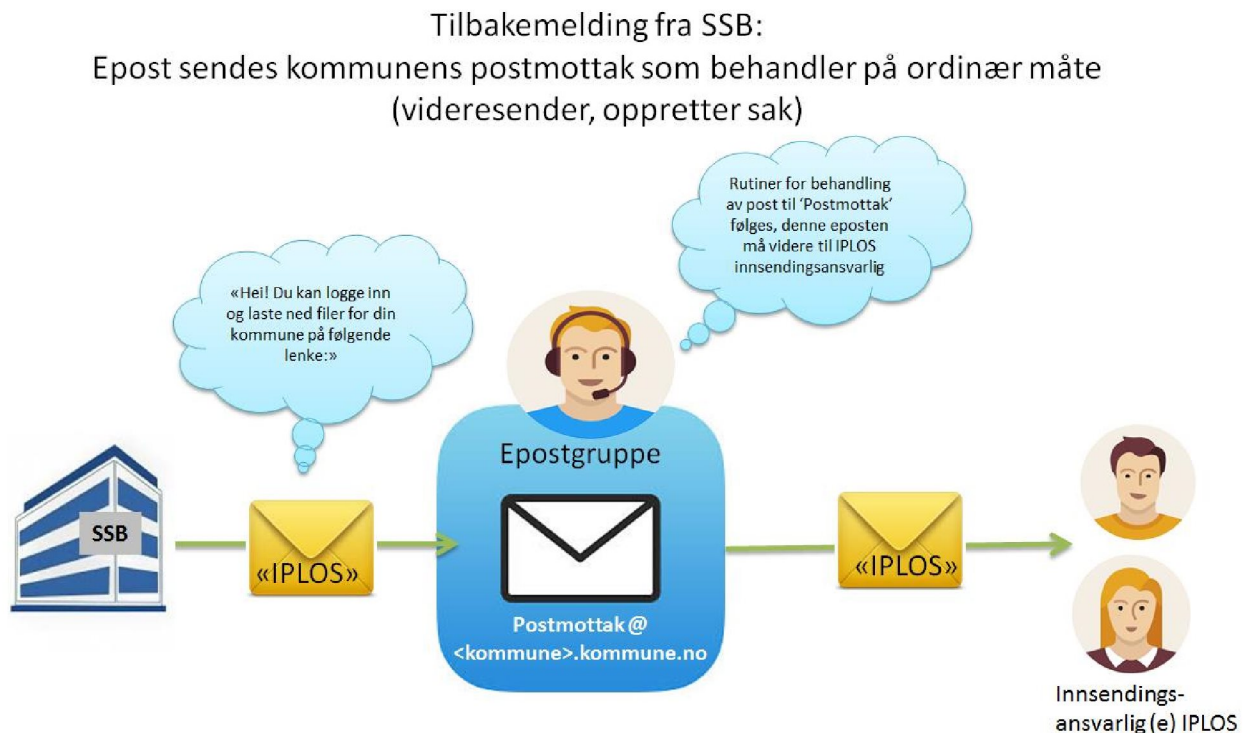 Tilbakemelding fra SSB:
Epost sendes kommunens postmottak som behandler på ordinær måte
(videresender, oppretter sak)
Rutiner for behandling
av post til ‘Postmottak’
følges, denne eposten
må videre til IPLOS
innsendingsansvarlig
«Hei! Du kan logge inn
og laste ned filer for din
kommune på følgende
lenke:»
Epostgruppe
SSB
«IPLOS»
«IPLOS»
Postmottak@
<kommune>.kommune.no
Innsendings-
ansvarlig(e) IPLOS